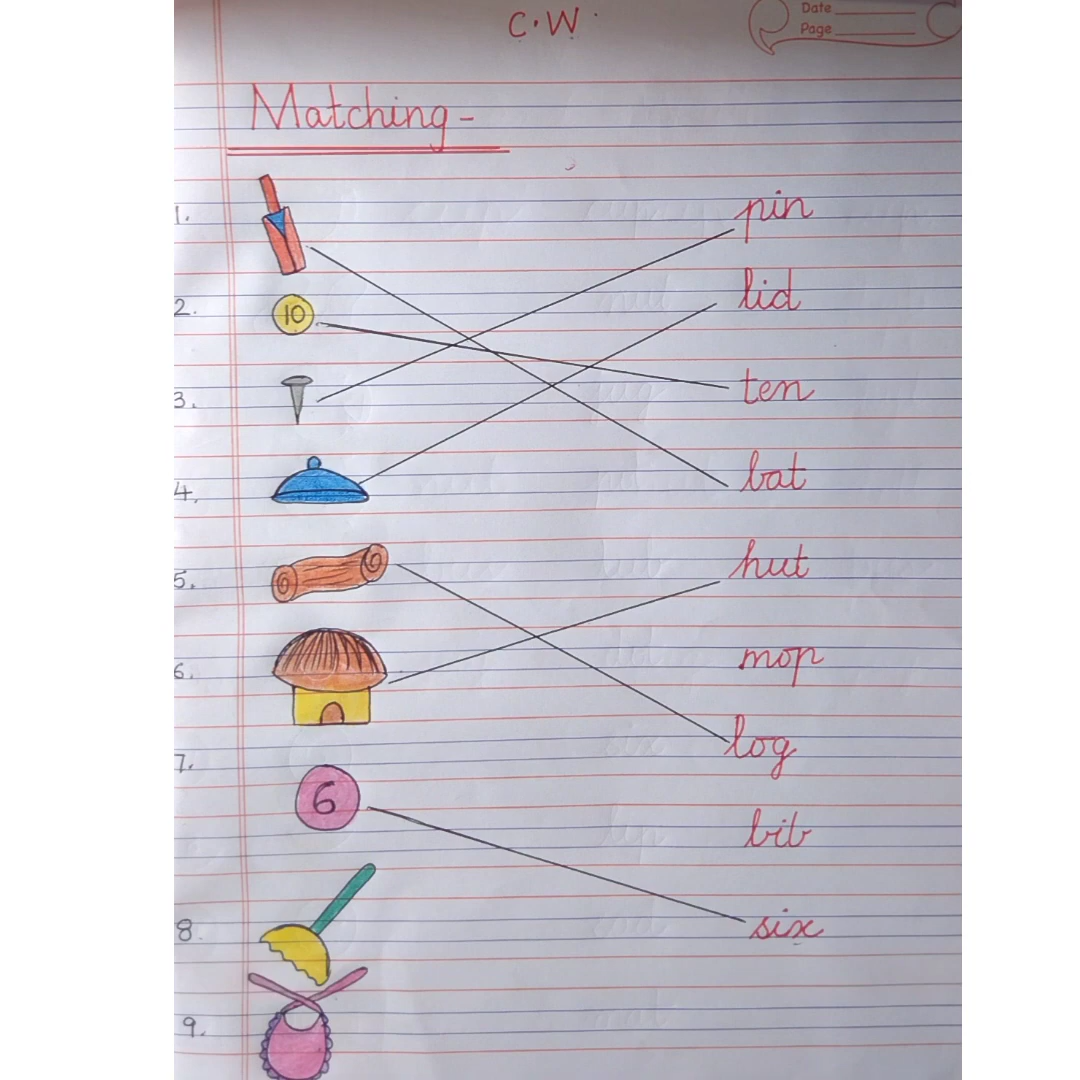 C.W.
Date
Page
Matching-
1. pin
2. 10 lid
3. ten
4. bat
5. hut
6. mop
7. log
6 bib
8. six
9.